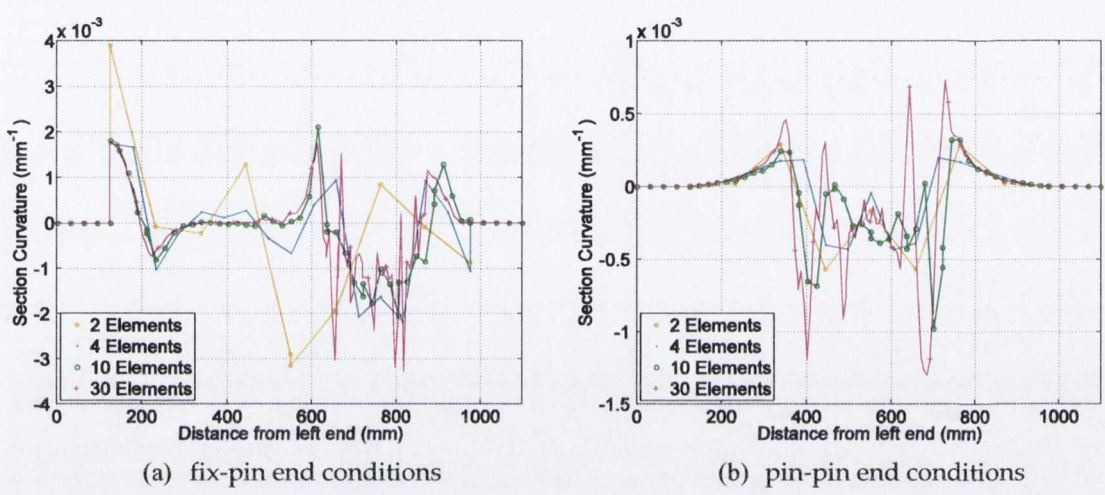 x 10⁻³
4
3
2
1
0
-1
-2
-3
-4
Section Curvature (mm⁻¹)
2 Elements
4 Elements
10 Elements
30 Elements
0 200 400 600 800 1000
Distance from left end (mm)
(a) fix-pin end conditions
x 10⁻³
1
0.5
0
-0.5
-1
-1.5
Section Curvature (mm⁻¹)
2 Elements
4 Elements
10 Elements
30 Elements
0 200 400 600 800 1000
Distance from left end (mm)
(b) pin-pin end conditions